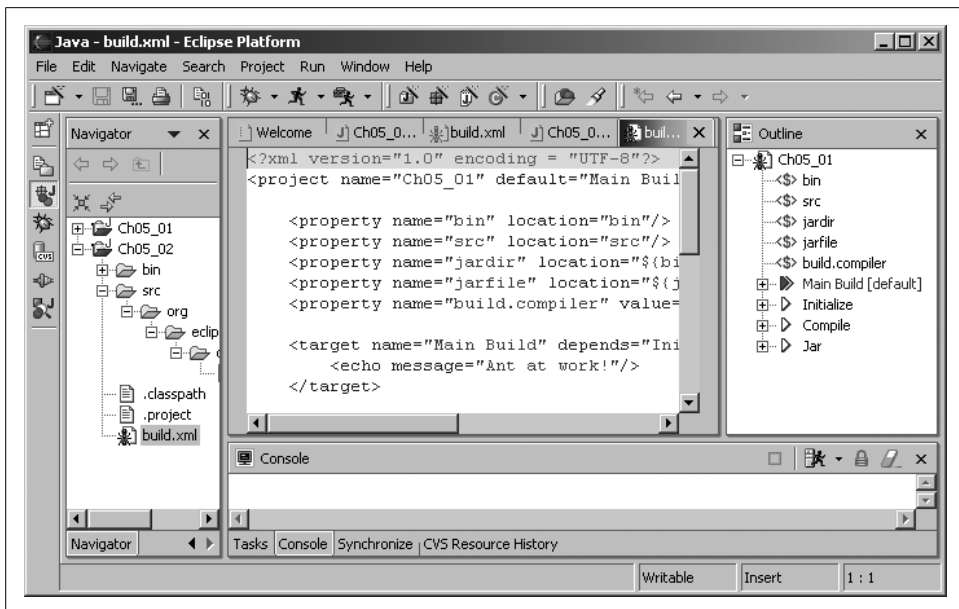 Java - build.xml - Eclipse Platform
File Edit Navigate Search Project Run Window Help
Navigator
Ch05_01
Ch05_02
bin
src
org
eclip
.classpath
.project
build.xml
Navigator
Welcome Ch05_0... build.xml Ch05_0... buil...
<?xml version="1.0" encoding = "UTF-8"?>
<project name="Ch05_01" default="Main Buil
<property name="bin" location="bin"/>
<property name="src" location="src"/>
<property name="jardir" location="${bi
<property name="jarfile" location="${j
<property name="build.compiler" value=
<target name="Main Build" depends="Ini
<echo message="Ant at work!"/>
</target>
Outline
Ch05_01
<$> bin
<$> src
<$> jardir
<$> jarfile
<$> build.compiler
Main Build [default]
Initialize
Compile
Jar
Console
Tasks Console Synchronize CVS Resource History
Writable Insert 1 : 1